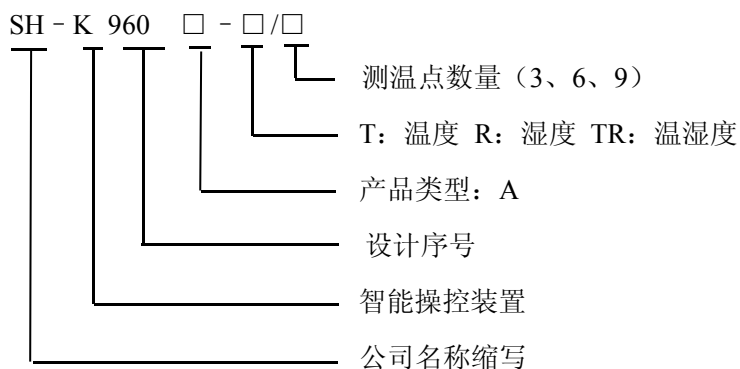 SH-K 960 □-□/□
测温点数量（3、6、9）
T：温度 R：湿度 TR：温湿度
产品类型：A
设计序号
智能操控装置
公司名称缩写